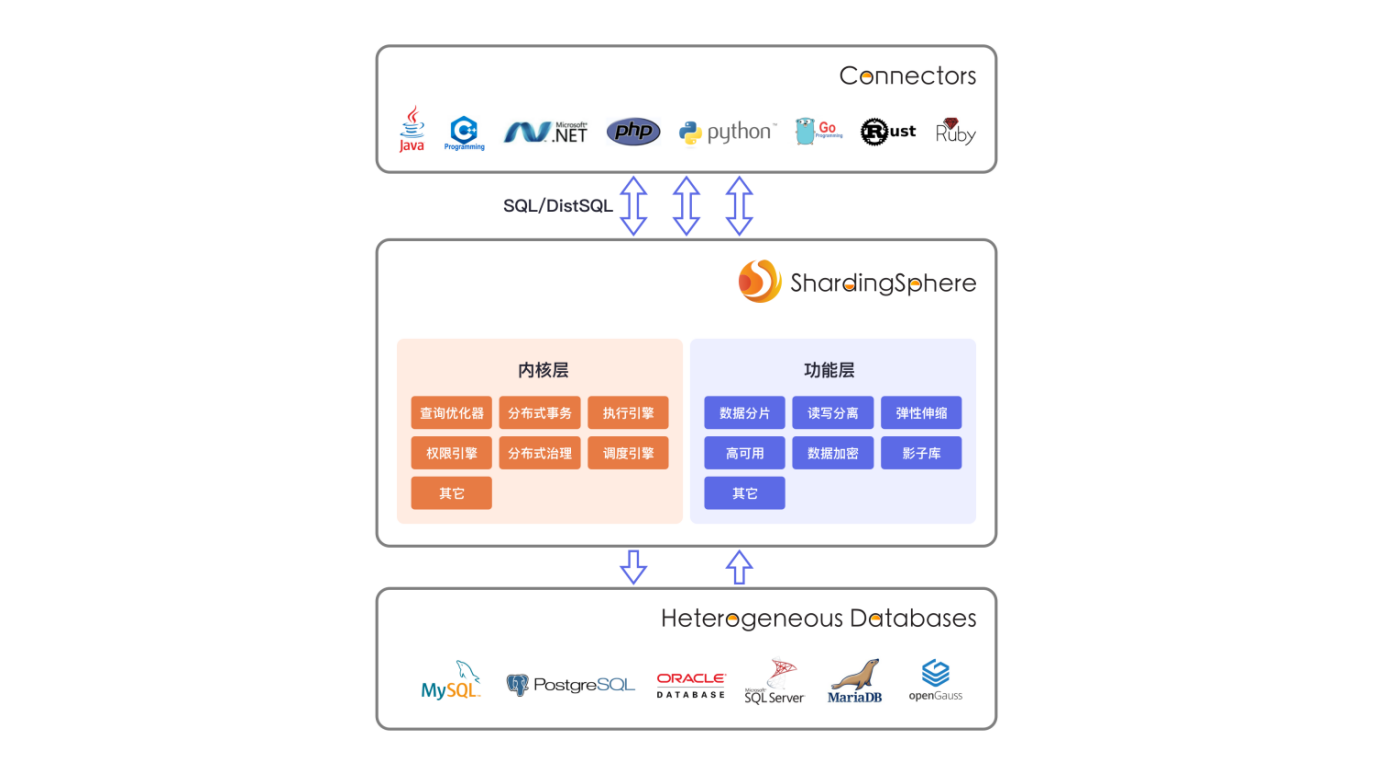 Connectors
Java
C
Programming
Microsoft
.NET
php
python™
Go
Programming
Rust
Ruby
SQL/DistSQL
ShardingSphere
内核层
功能层
查询优化器 分布式事务 执行引擎
数据分片 读写分离 弹性伸缩
权限引擎 分布式治理 调度引擎
高可用 数据加密 影子库
其它
其它
Heterogeneous Databases
MySQL
PostgreSQL
ORACLE
DATABASE
Microsoft
SQL Server
MariaDB
openGauss